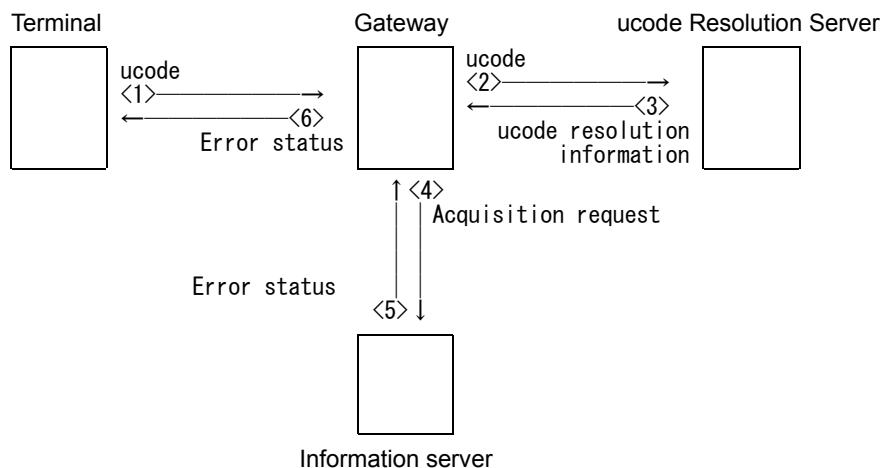 Terminal
Gateway
ucode Resolution Server
ucode
<1>――――――→
←――――――<6>
Error status
ucode
<2>――――――→
←――――――<3>
ucode resolution
information
↑<4>
Acquisition request
Error status
<5>↓
Information server